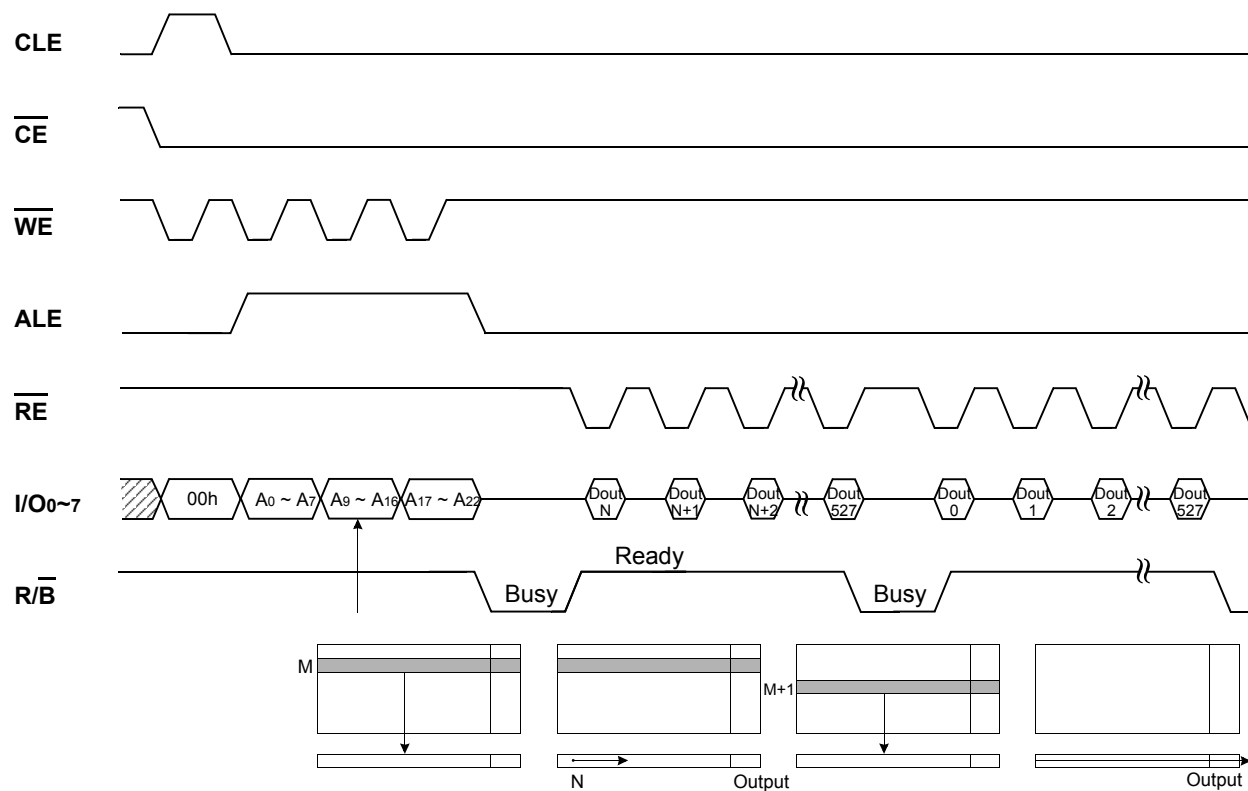 CLE
CE
WE
ALE
RE
I/O0~7 00h A0 ~ A7 A9 ~ A16 A17 ~ A22 Dout N Dout N+1 Dout N+2 Dout 527 Dout 0 Dout 1 Dout 2 Dout 527
Ready
R/B Busy Busy
M M+1
N Output Output